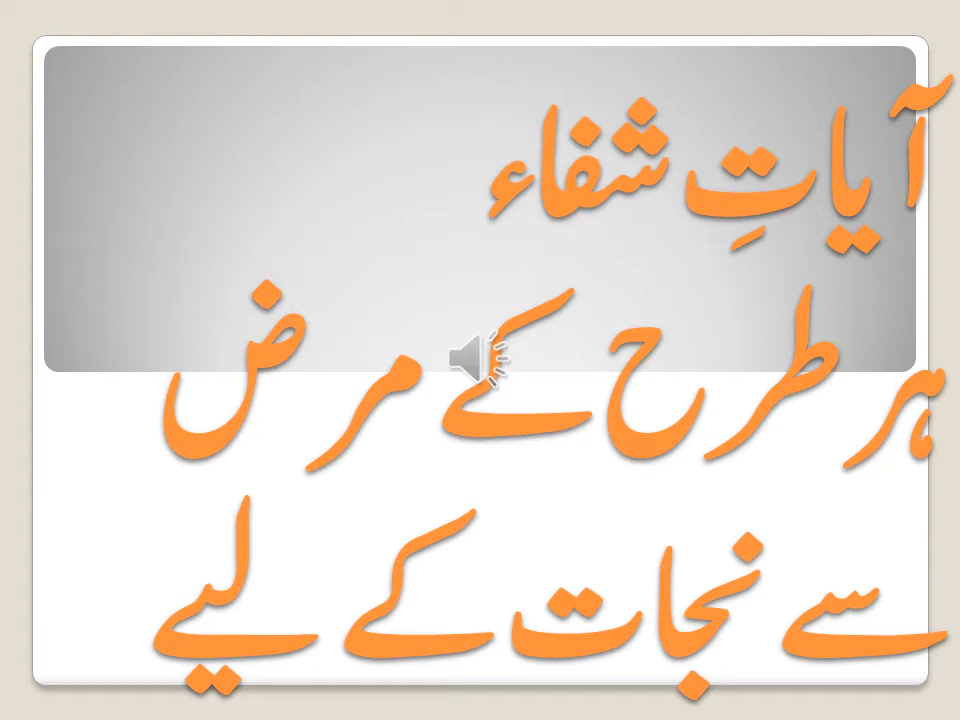 آیاتِ شفاء
ہر طرح کے مرض
سے نجات کے لیے